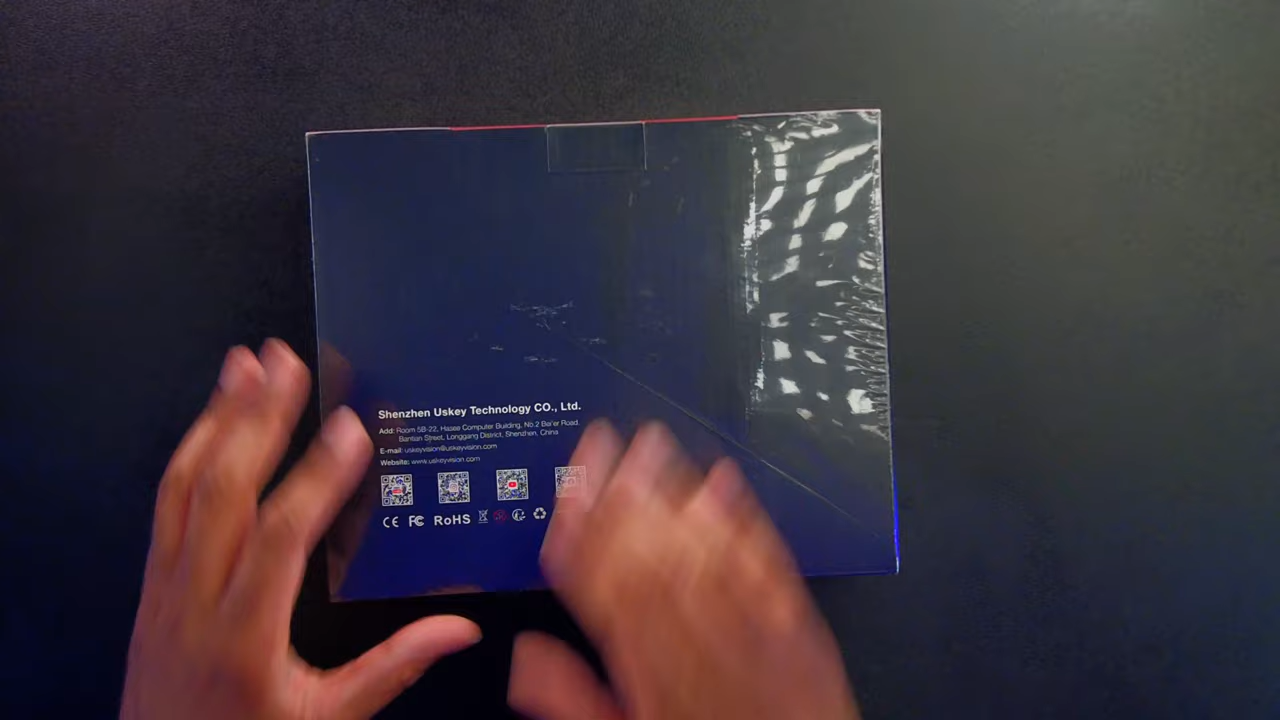 Shenzhen Uskey Technology CO., Ltd.
Add: Room 5B-22, Hasee Computer Building, No.2 Bai'er Road,
Bantian Street, Longgang District, Shenzhen, China
E-mail: uskeyvision@uskeyvision.com
Website: www.uskeyvision.com
CE FC RoHS